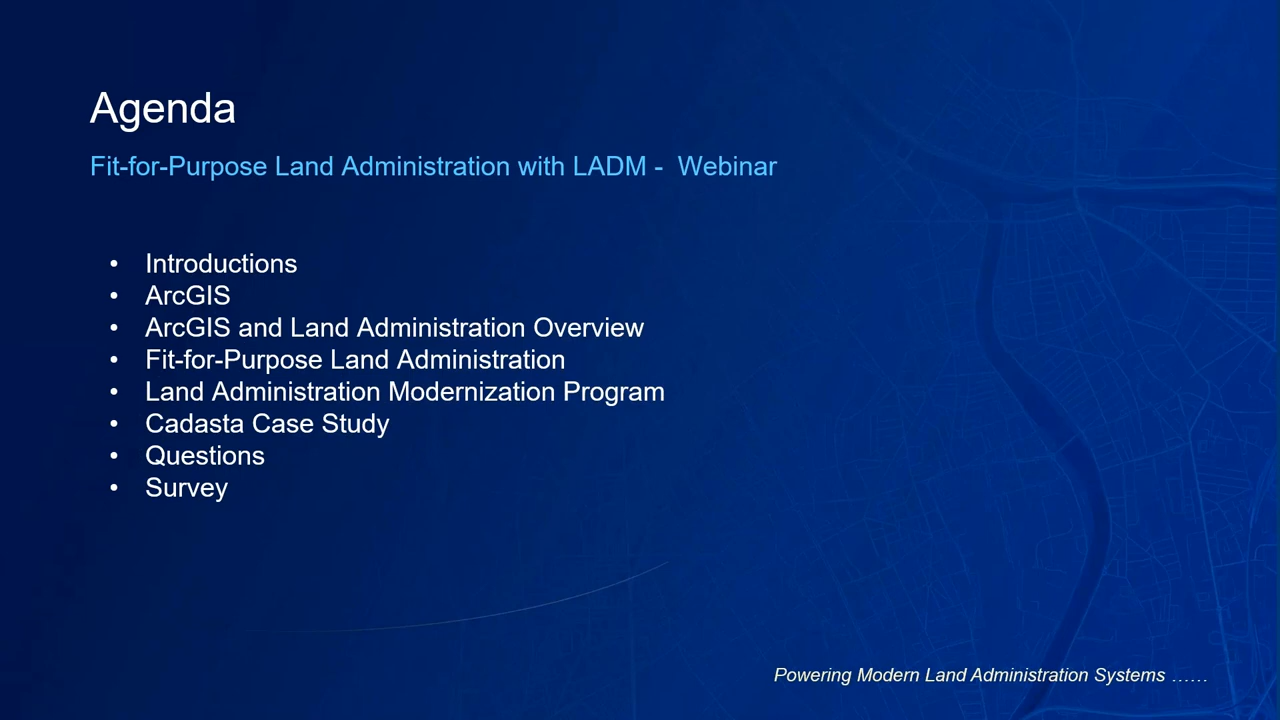 Agenda
Fit-for-Purpose Land Administration with LADM -  Webinar
• Introductions
• ArcGIS
• ArcGIS and Land Administration Overview
• Fit-for-Purpose Land Administration
• Land Administration Modernization Program
• Cadasta Case Study
• Questions
• Survey
Powering Modern Land Administration Systems ……